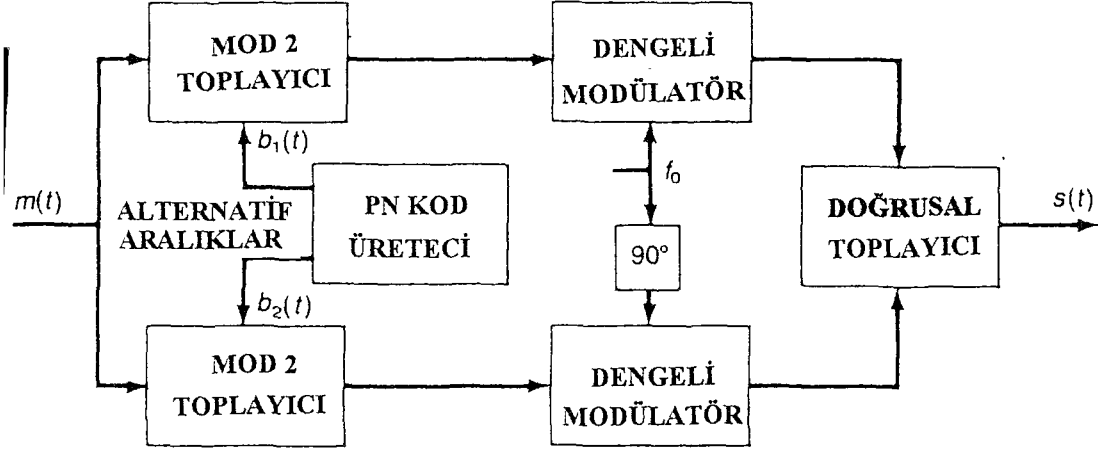 MOD 2
TOPLAYICI
DENGELİ
MODÜLATÖR
b₁(t)
f₀
m(t)
ALTERNATİF
ARALIKLAR
PN KOD
ÜRETECİ
90°
DOĞRUSAL
TOPLAYICI
s(t)
b₂(t)
MOD 2
TOPLAYICI
DENGELİ
MODÜLATÖR